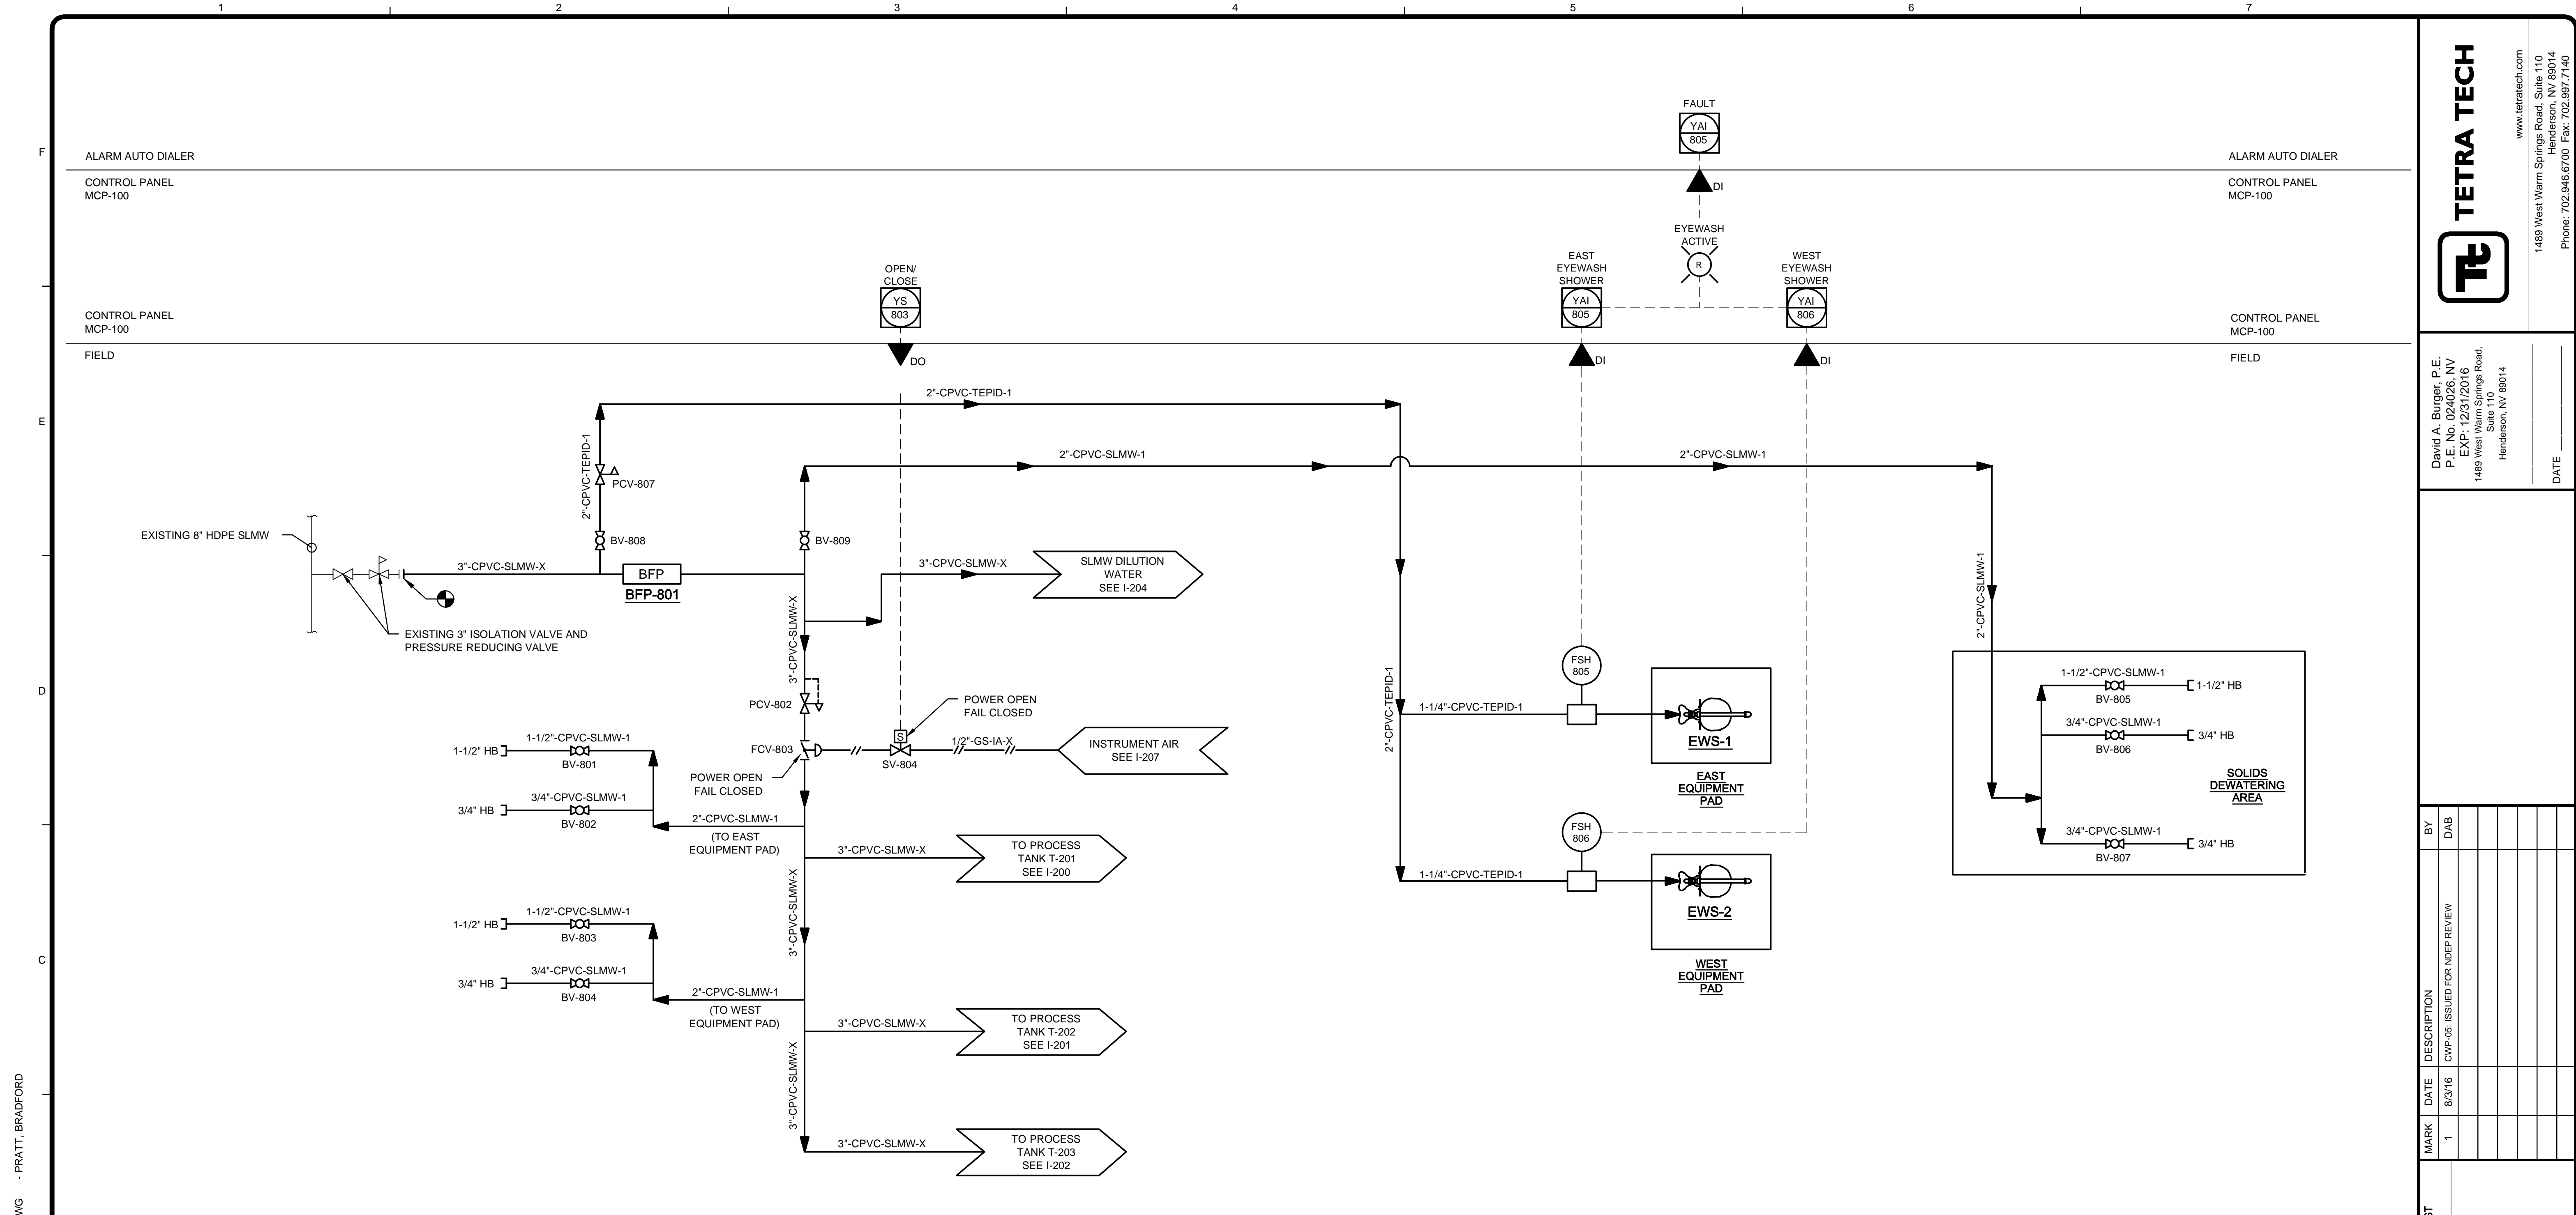 1
2
3
4
5
6
7
F
E
D
C
ALARM AUTO DIALER
CONTROL PANEL
MCP-100
CONTROL PANEL
MCP-100
FIELD
ALARM AUTO DIALER
CONTROL PANEL
MCP-100
CONTROL PANEL
MCP-100
FIELD
FAULT
YAI
805
DI
EYEWASH
ACTIVE
R
OPEN/
CLOSE
YS
803
DO
EAST
EYEWASH
SHOWER
YAI
805
DI
WEST
EYEWASH
SHOWER
YAI
806
DI
2"-CPVC-TEPID-1
2"-CPVC-TEPID-1
PCV-807
BV-808
2"-CPVC-SLMW-1
2"-CPVC-SLMW-1
BV-809
EXISTING 8" HDPE SLMW
3"-CPVC-SLMW-X
BFP
BFP-801
EXISTING 3" ISOLATION VALVE AND
PRESSURE REDUCING VALVE
3"-CPVC-SLMW-X
SLMW DILUTION
WATER
SEE I-204
3"-CPVC-SLMW-X
PCV-802
POWER OPEN
FAIL CLOSED
S
FCV-803
SV-804
1/2"-GS-IA-X
INSTRUMENT AIR
SEE I-207
POWER OPEN
FAIL CLOSED
1-1/2" HB
1-1/2"-CPVC-SLMW-1
BV-801
3/4" HB
3/4"-CPVC-SLMW-1
BV-802
2"-CPVC-SLMW-1
(TO EAST
EQUIPMENT PAD)
3"-CPVC-SLMW-X
TO PROCESS
TANK T-201
SEE I-200
3"-CPVC-SLMW-X
1-1/2" HB
1-1/2"-CPVC-SLMW-1
BV-803
3/4" HB
3/4"-CPVC-SLMW-1
BV-804
2"-CPVC-SLMW-1
(TO WEST
EQUIPMENT PAD)
3"-CPVC-SLMW-X
TO PROCESS
TANK T-202
SEE I-201
3"-CPVC-SLMW-X
3"-CPVC-SLMW-X
TO PROCESS
TANK T-203
SEE I-202
2"-CPVC-TEPID-1
1-1/4"-CPVC-TEPID-1
FSH
805
EWS-1
EAST
EQUIPMENT
PAD
1-1/4"-CPVC-TEPID-1
FSH
806
EWS-2
WEST
EQUIPMENT
PAD
2"-CPVC-SLMW-1
1-1/2"-CPVC-SLMW-1
BV-805
1-1/2" HB
3/4"-CPVC-SLMW-1
BV-806
3/4" HB
SOLIDS
DEWATERING
AREA
3/4"-CPVC-SLMW-1
BV-807
3/4" HB
Tt
TETRA TECH
www.tetratech.com
1489 West Warm Springs Road, Suite 110
Henderson, NV 89014
Phone: 702.946.6700 Fax: 702.997.7140
David A. Burger, P.E.
P.E. No. 024026, NV
EXP: 12/31/2016
1489 West Warm Springs Road,
Suite 110
Henderson, NV 89014
DATE
MARK DATE DESCRIPTION BY
1 8/3/16 CWP-05: ISSUED FOR NDEP REVIEW DAB
ST
WG - PRATT, BRADFORD